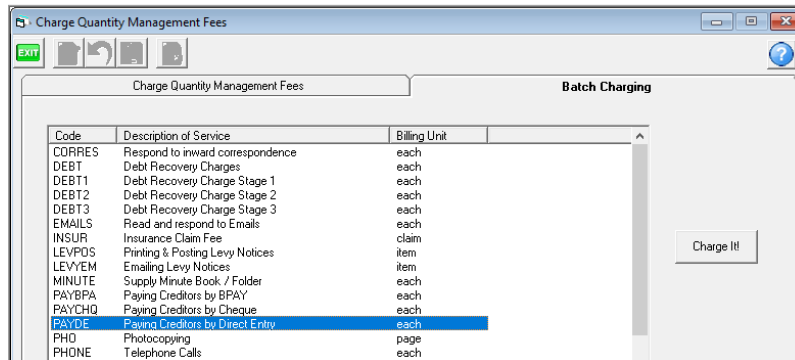 Charge Quantity Management Fees
EXIT
?
Charge Quantity Management Fees Batch Charging
Code Description of Service Billing Unit
CORRES Respond to inward correspondence each
DEBT Debt Recovery Charges each
DEBT1 Debt Recovery Charge Stage 1 each
DEBT2 Debt Recovery Charge Stage 2 each
DEBT3 Debt Recovery Charge Stage 3 each
EMAILS Read and respond to Emails each
INSUR Insurance Claim Fee claim
LEVPOS Printing & Posting Levy Notices item
LEVYEM Emailing Levy Notices item
MINUTE Supply Minute Book / Folder each
PAYBPA Paying Creditors by BPAY each
PAYCHQ Paying Creditors by Cheque each
PAYDE Paying Creditors by Direct Entry each
PHO Photocopying page
PHONE Telephone Calls each
Charge It!